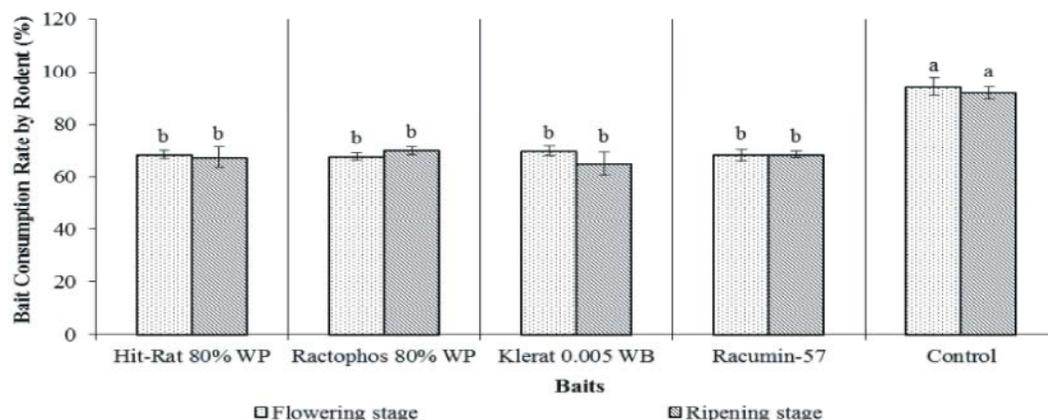 Bait Consumption Rate by Rodent (%)
120
100
80
60
40
20
0
b b b b b b b b a a
Hit-Rat 80% WP Ractophos 80% WP Klerat 0.005 WB Racumin-57 Control
Baits
Flowering stage Ripening stage